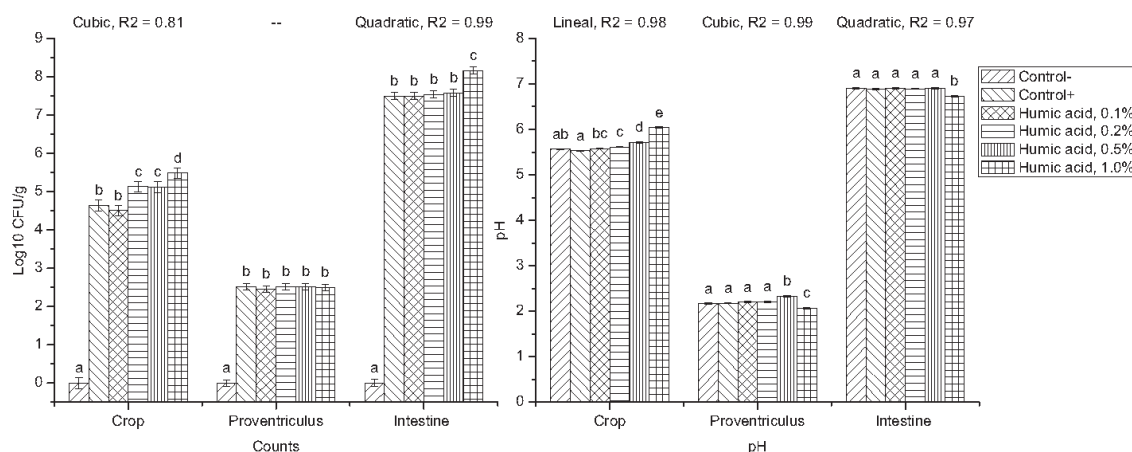 Cubic, R2 = 0.81 -- Quadratic, R2 = 0.99
9
8
7
6
5
4
3
2
1
0
Log10 CFU/g
a b b c c d
a b b b b b
a b b b b c
Crop Proventriculus Intestine
Counts
Lineal, R2 = 0.98 Cubic, R2 = 0.99 Quadratic, R2 = 0.97
8
7
6
5
4
3
2
1
0
pH
ab a bc c d e
a a a a b c
a a a a a b
Crop Proventriculus Intestine
pH
Control-
Control+
Humic acid, 0.1%
Humic acid, 0.2%
Humic acid, 0.5%
Humic acid, 1.0%